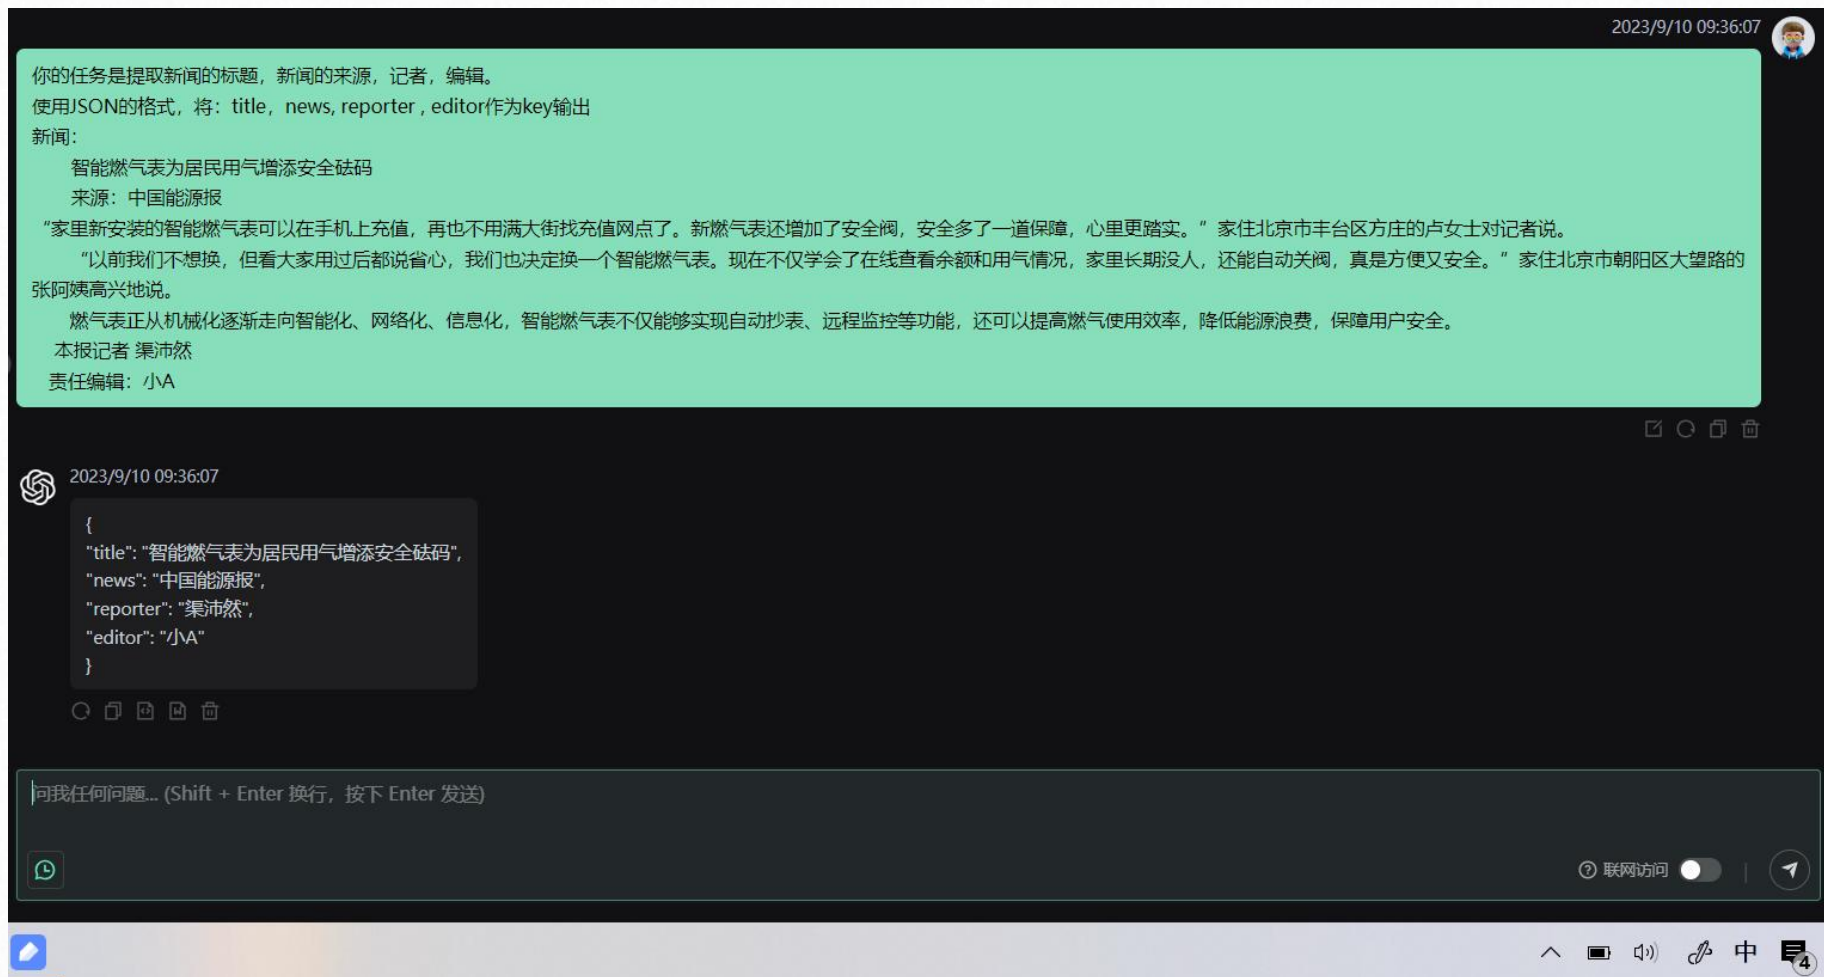 2023/9/10 09:36:07
你的任务是提取新闻的标题，新闻的来源，记者，编辑。
使用JSON的格式，将：title，news, reporter , editor作为key输出
新闻：
智能燃气表为居民用气增添安全砝码
来源：中国能源报
“家里新安装的智能燃气表可以在手机上充值，再也不用满大街找充值网点了。新燃气表还增加了安全阀，安全多了一道保障，心里更踏实。”家住北京市丰台区方庄的卢女士对记者说。
“以前我们不想换，但看大家用过后都说省心，我们也决定换一个智能燃气表。现在不仅学会了在线查看余额和用气情况，家里长期没人，还能自动关阀，真是方便又安全。”家住北京市朝阳区大望路的
张阿姨高兴地说。
燃气表正从机械化逐渐走向智能化、网络化、信息化，智能燃气表不仅能够实现自动抄表、远程监控等功能，还可以提高燃气使用效率，降低能源浪费，保障用户安全。
本报记者 渠沛然
责任编辑：小A
2023/9/10 09:36:07
{
"title": "智能燃气表为居民用气增添安全砝码",
"news": "中国能源报",
"reporter": "渠沛然",
"editor": "小A"
}
问我任何问题... (Shift + Enter 换行，按下 Enter 发送)
联网访问
中
4